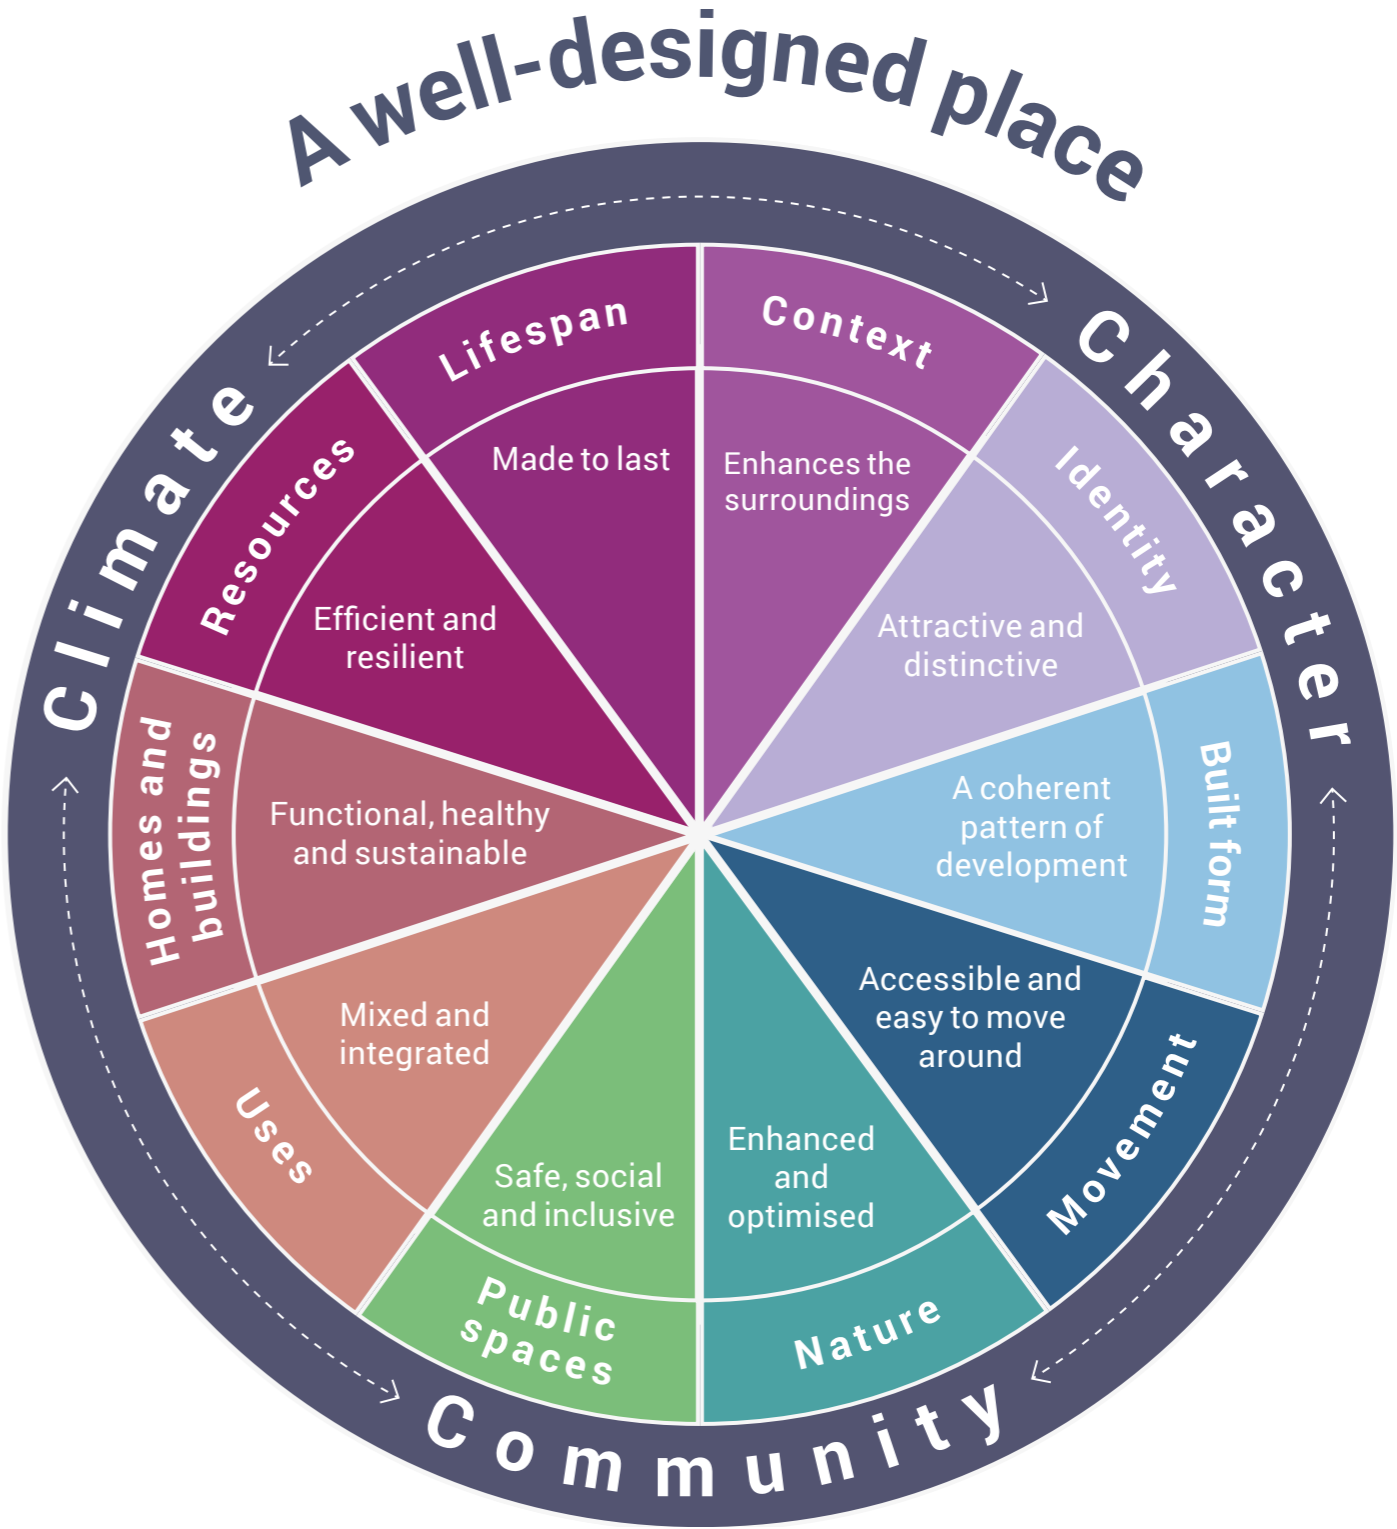 A well-designed place
Climate
Character
Community
Context
Enhances the
surroundings
Identity
Attractive and
distinctive
Built form
A coherent
pattern of
development
Movement
Accessible and
easy to move
around
Nature
Enhanced
and
optimised
Public
spaces
Safe, social
and inclusive
Uses
Mixed and
integrated
Homes and
buildings
Functional, healthy
and sustainable
Resources
Efficient and
resilient
Lifespan
Made to last